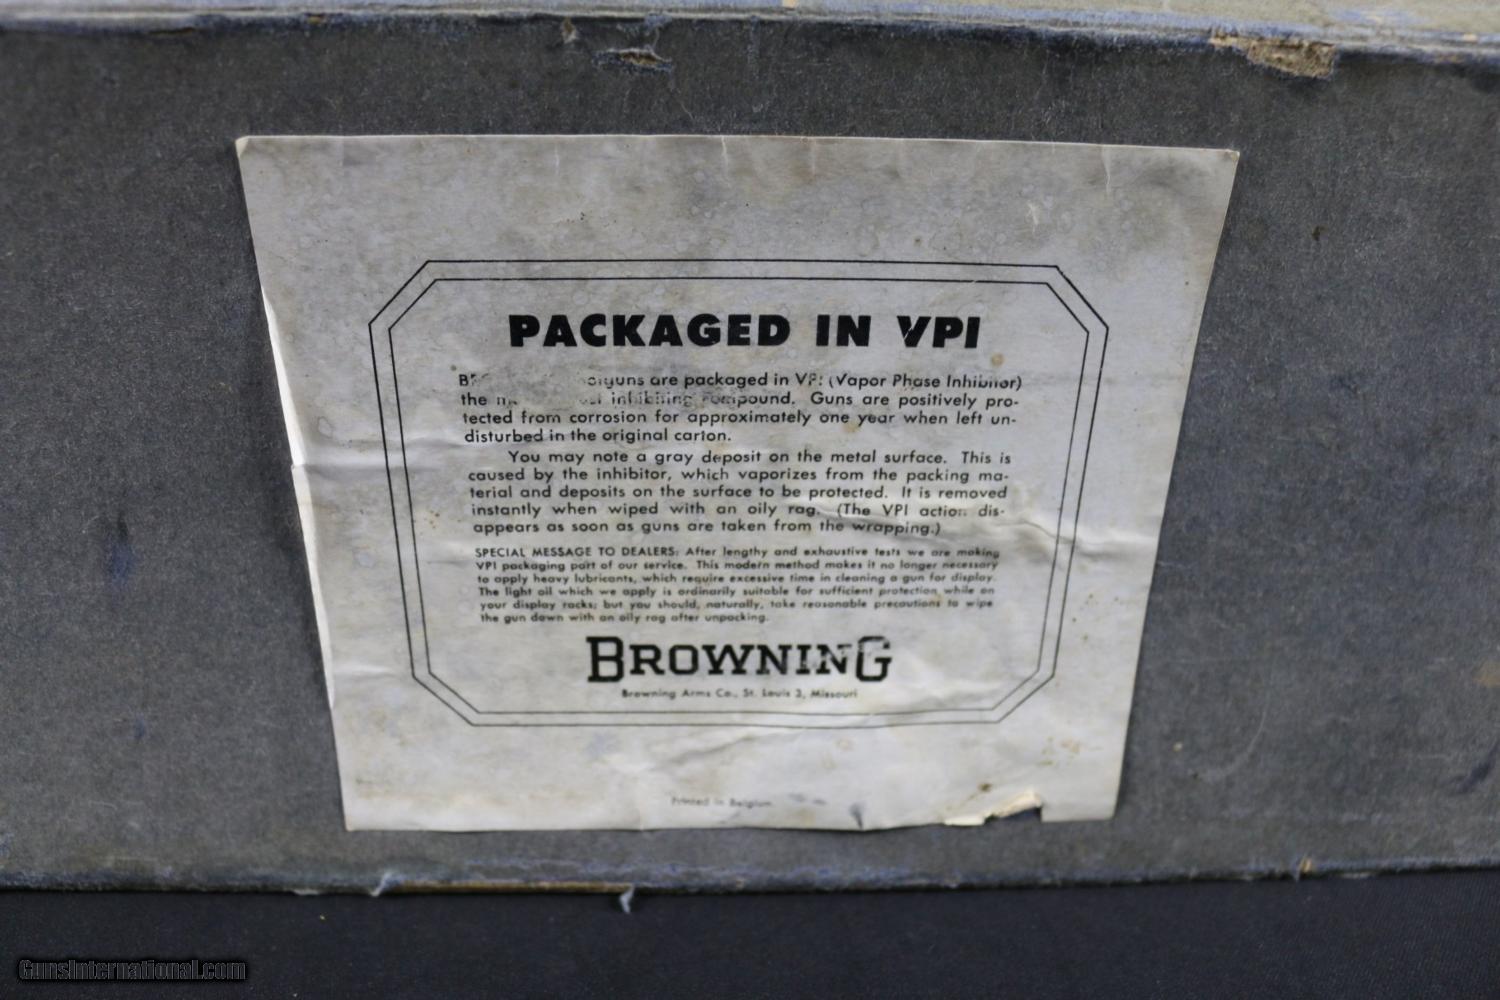 PACKAGED IN VPI
guns are packaged in VPI (Vapor Phase Inhibitor)
the inhibiting compound. Guns are positively pro-
tected from corrosion for approximately one year when left un-
disturbed in the original carton.
You may note a gray deposit on the metal surface. This is
caused by the inhibitor, which vaporizes from the packing ma-
terial and deposits on the surface to be protected. It is removed
instantly when wiped with an oily rag. (The VPI action dis-
appears as soon as guns are taken from the wrapping.)
SPECIAL MESSAGE TO DEALERS: After lengthy and exhaustive tests we are making
VPI packaging part of our service. This modern method makes it no longer necessary
to apply heavy lubricants, which require excessive time in cleaning a gun for display.
The light oil which we apply is ordinarily suitable for sufficient protection while on
your display racks; but you should, naturally, take reasonable precautions to wipe
the gun down with an oily rag after unpacking.
BROWNING
Browning Arms Co., St. Louis 3, Missouri
Printed in Belgium
GunsInternational.com